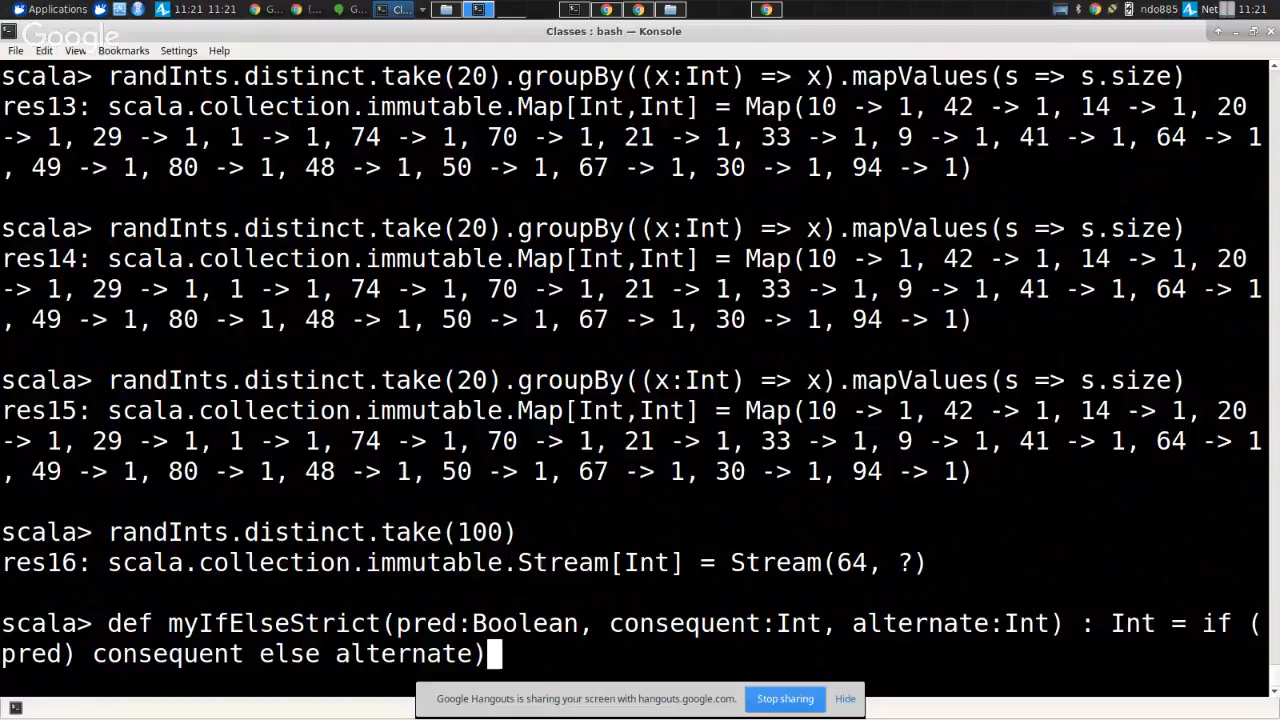 Applications 11:21 11:21 G... (... G... Cl... Net ndo885 11:21
Classes : bash — Konsole
Google
File Edit View Bookmarks Settings Help
scala> randInts.distinct.take(20).groupBy((x:Int) => x).mapValues(s => s.size)
res13: scala.collection.immutable.Map[Int,Int] = Map(10 -> 1, 42 -> 1, 14 -> 1, 20
-> 1, 29 -> 1, 1 -> 1, 74 -> 1, 70 -> 1, 21 -> 1, 33 -> 1, 9 -> 1, 41 -> 1, 64 -> 1
, 49 -> 1, 80 -> 1, 48 -> 1, 50 -> 1, 67 -> 1, 30 -> 1, 94 -> 1)
scala> randInts.distinct.take(20).groupBy((x:Int) => x).mapValues(s => s.size)
res14: scala.collection.immutable.Map[Int,Int] = Map(10 -> 1, 42 -> 1, 14 -> 1, 20
-> 1, 29 -> 1, 1 -> 1, 74 -> 1, 70 -> 1, 21 -> 1, 33 -> 1, 9 -> 1, 41 -> 1, 64 -> 1
, 49 -> 1, 80 -> 1, 48 -> 1, 50 -> 1, 67 -> 1, 30 -> 1, 94 -> 1)
scala> randInts.distinct.take(20).groupBy((x:Int) => x).mapValues(s => s.size)
res15: scala.collection.immutable.Map[Int,Int] = Map(10 -> 1, 42 -> 1, 14 -> 1, 20
-> 1, 29 -> 1, 1 -> 1, 74 -> 1, 70 -> 1, 21 -> 1, 33 -> 1, 9 -> 1, 41 -> 1, 64 -> 1
, 49 -> 1, 80 -> 1, 48 -> 1, 50 -> 1, 67 -> 1, 30 -> 1, 94 -> 1)
scala> randInts.distinct.take(100)
res16: scala.collection.immutable.Stream[Int] = Stream(64, ?)
scala> def myIfElseStrict(pred:Boolean, consequent:Int, alternate:Int) : Int = if (
pred) consequent else alternate)
Google Hangouts is sharing your screen with hangouts.google.com. Stop sharing Hide